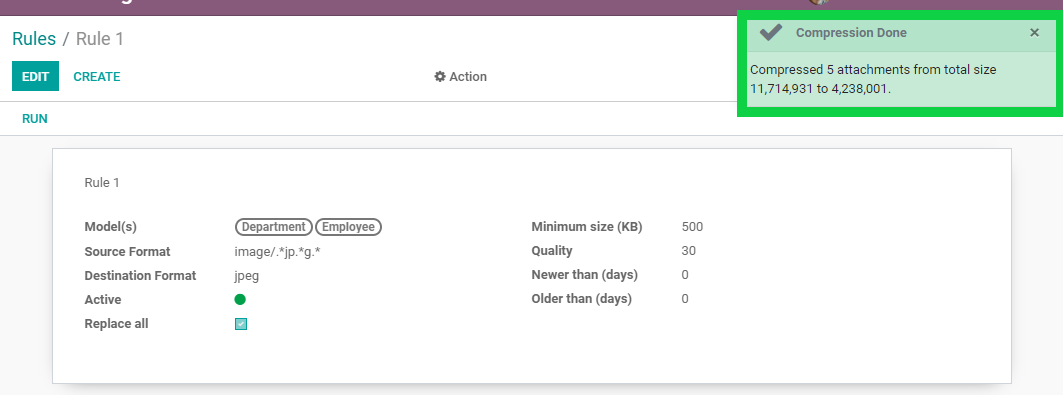 Rules / Rule 1
Compression Done ×
EDIT CREATE Action
Compressed 5 attachments from total size
11,714,931 to 4,238,001.
RUN
Rule 1
Model(s) Department Employee
Source Format image/.*jp.*g.*
Destination Format jpeg
Active
Replace all
Minimum size (KB) 500
Quality 30
Newer than (days) 0
Older than (days) 0